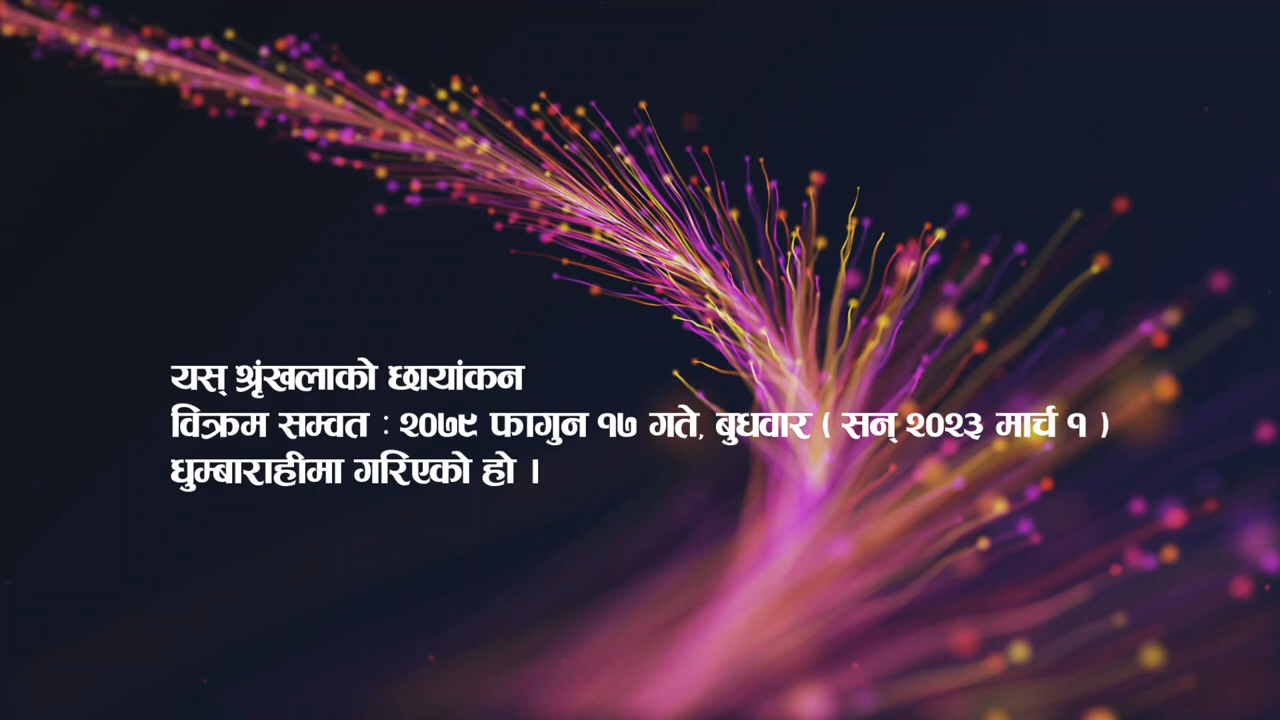 यस् श्रृंखलाको छायांकन
विक्रम सम्वत : २०७९ फागुन १७ गते, बुधवार ( सन् २०२३ मार्च १ )
धुम्बाराहीमा गरिएको हो ।